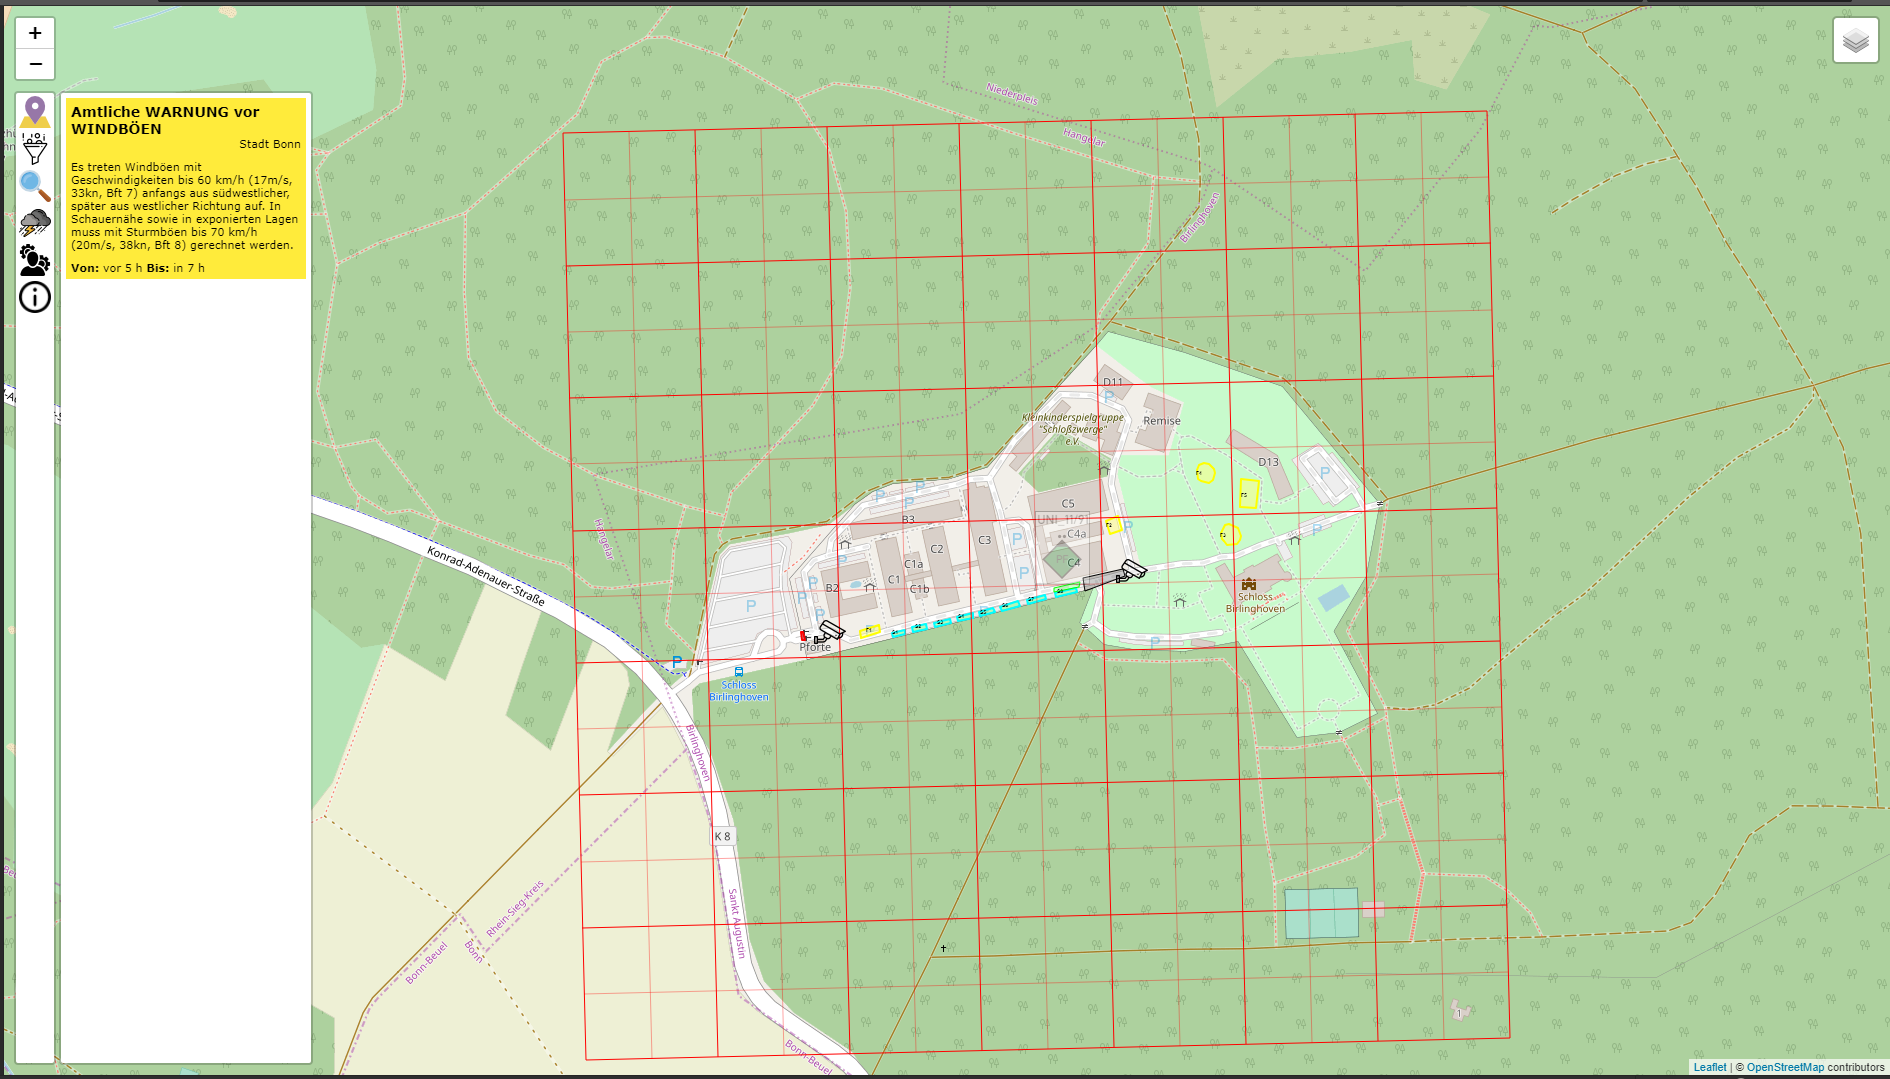 +
−
Amtliche WARNUNG vor
WINDBÖEN
Stadt Bonn
Es treten Windböen mit
Geschwindigkeiten bis 60 km/h (17m/s,
33kn, Bft 7) anfangs aus südwestlicher,
später aus westlicher Richtung auf. In
Schauernähe sowie in exponierten Lagen
muss mit Sturmböen bis 70 km/h
(20m/s, 38kn, Bft 8) gerechnet werden.
Von: vor 5 h Bis: in 7 h
Niederpleis
Hangelar
Birlinghoven
D11
P
Kleinkinderspielgruppe
"Schloßzwerge"
e.V.
Remise
D13
P
P
P
P
B3
C5
UNI_11/91
C4a
C4
P
P
P
C3
C2
C1a
C1
C1b
B2
P
P
P
P
P
P
P
Hangelar
Konrad-Adenauer-Straße
Schloss
Birlinghoven
Pforte
P
P
Schloss
Birlinghoven
Birlinghoven
K 8
Sankt Augustin
Rhein-Sieg-Kreis
Bonn-Beuel
Bonn
Bonn-Beuel
1
Leaflet | © OpenStreetMap contributors